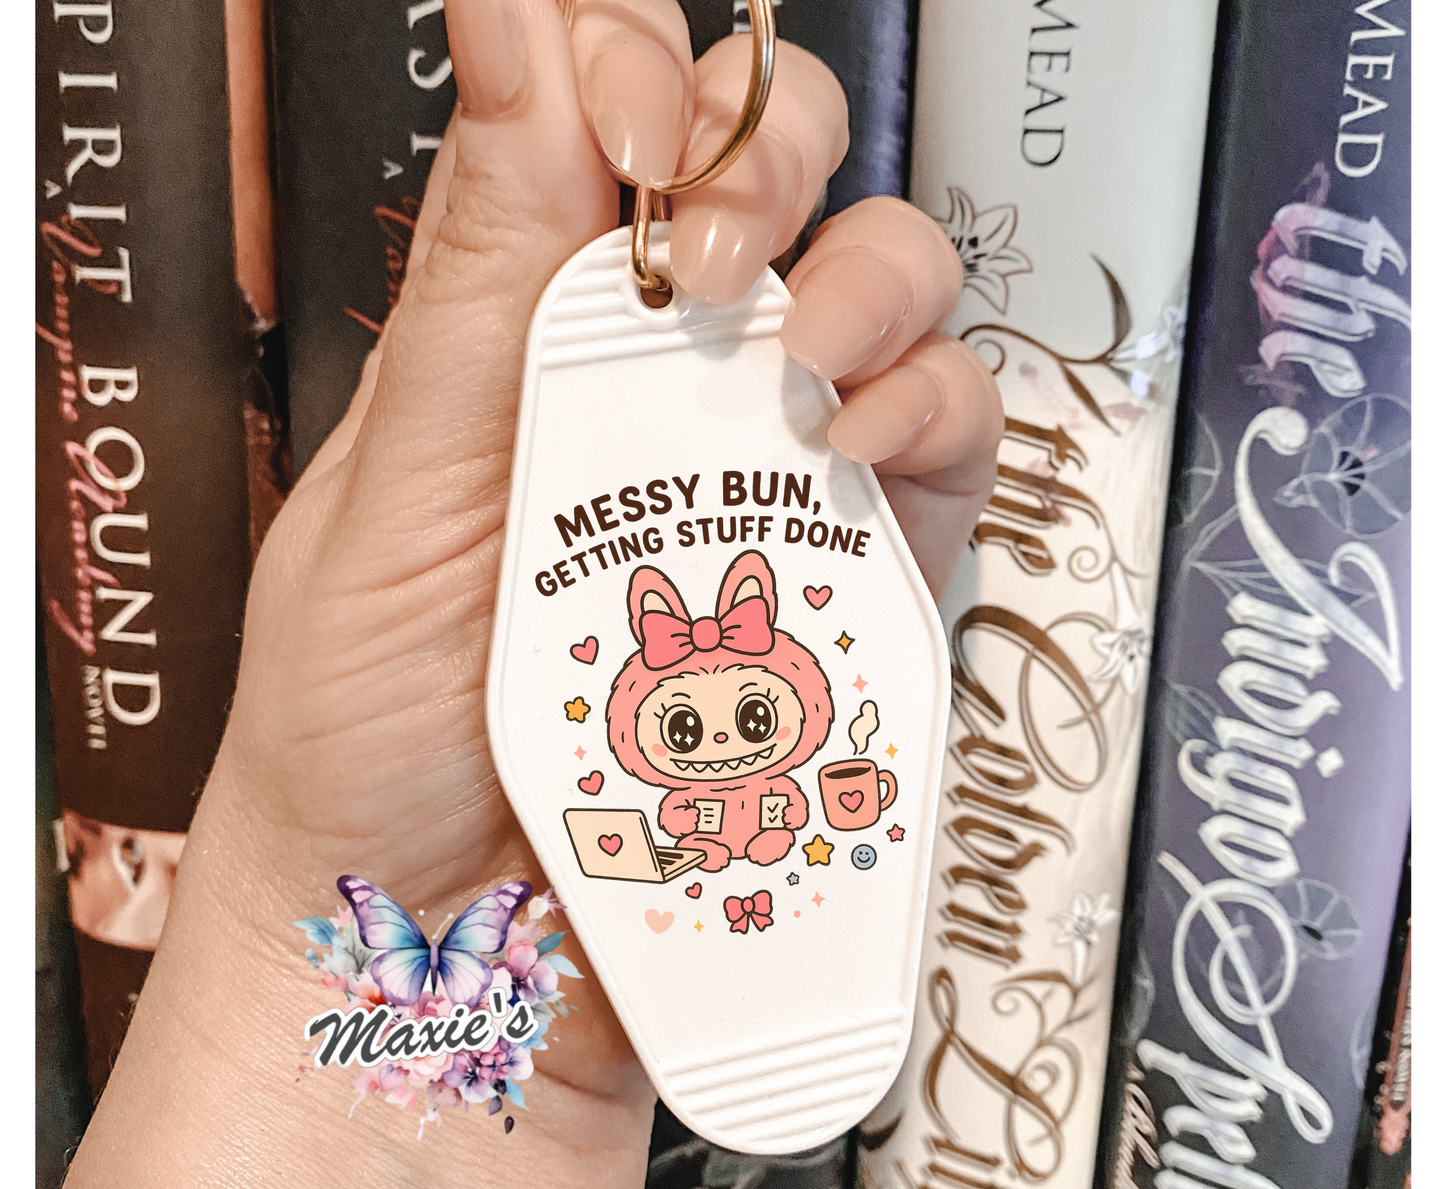 SPIRIT BOUND
A Vampire Academy NOVEL
A
MEAD
the Golden Lily
MEAD
the Indigo Spell
MESSY BUN,
GETTING STUFF DONE
Maxie's